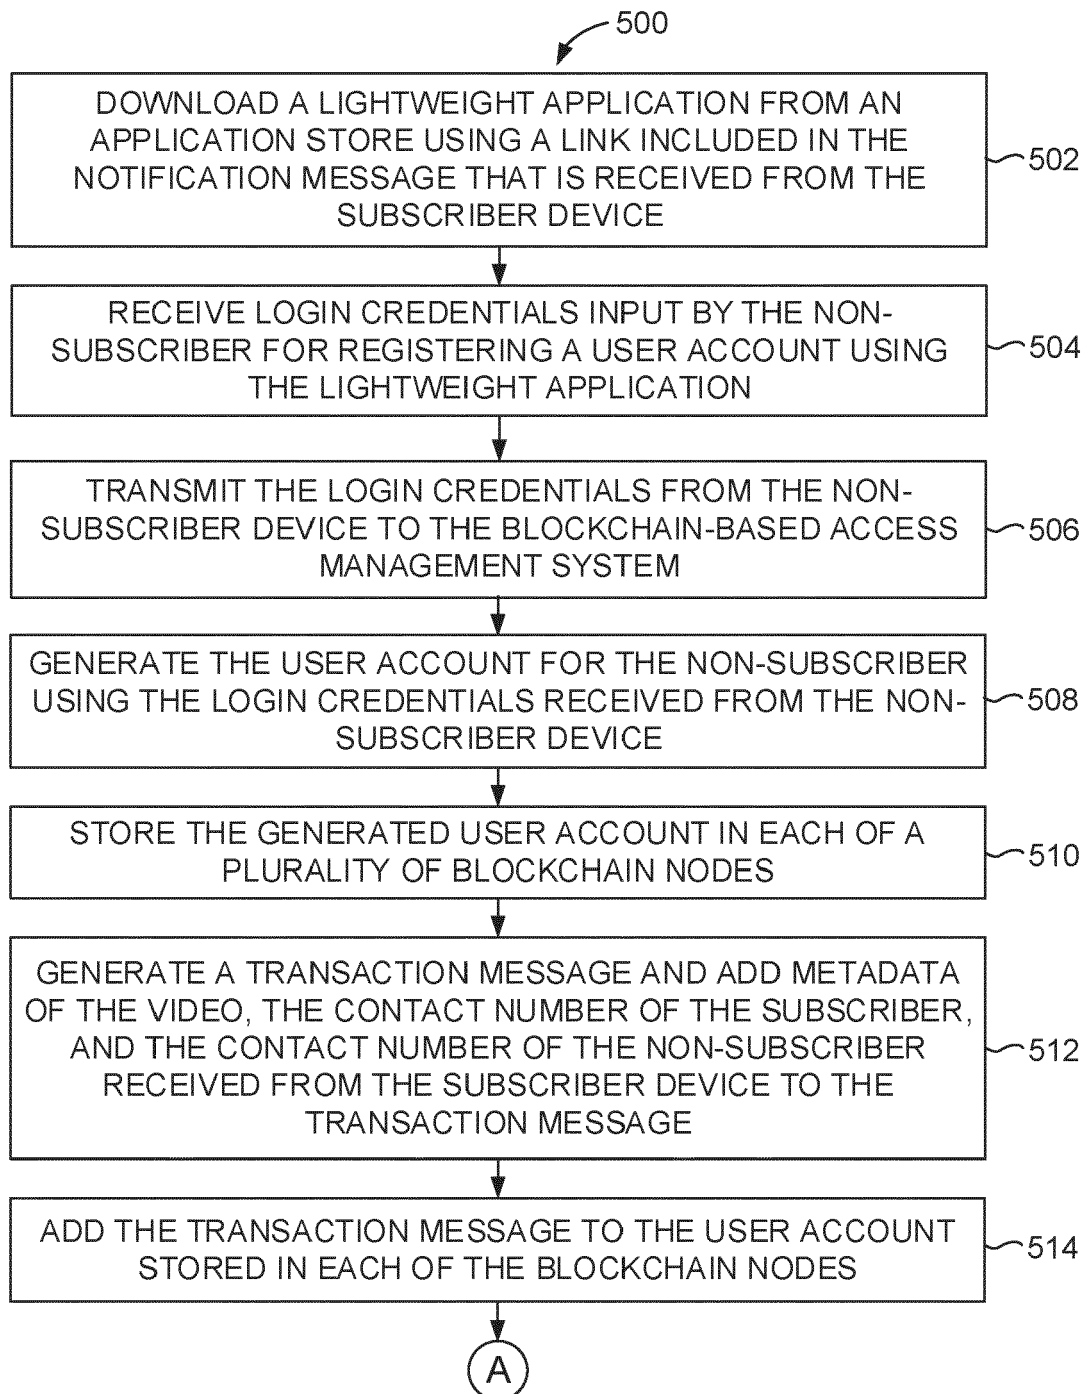 500
DOWNLOAD A LIGHTWEIGHT APPLICATION FROM AN
APPLICATION STORE USING A LINK INCLUDED IN THE
NOTIFICATION MESSAGE THAT IS RECEIVED FROM THE
SUBSCRIBER DEVICE
502
RECEIVE LOGIN CREDENTIALS INPUT BY THE NON-
SUBSCRIBER FOR REGISTERING A USER ACCOUNT USING
THE LIGHTWEIGHT APPLICATION
504
TRANSMIT THE LOGIN CREDENTIALS FROM THE NON-
SUBSCRIBER DEVICE TO THE BLOCKCHAIN-BASED ACCESS
MANAGEMENT SYSTEM
506
GENERATE THE USER ACCOUNT FOR THE NON-SUBSCRIBER
USING THE LOGIN CREDENTIALS RECEIVED FROM THE NON-
SUBSCRIBER DEVICE
508
STORE THE GENERATED USER ACCOUNT IN EACH OF A
PLURALITY OF BLOCKCHAIN NODES
510
GENERATE A TRANSACTION MESSAGE AND ADD METADATA
OF THE VIDEO, THE CONTACT NUMBER OF THE SUBSCRIBER,
AND THE CONTACT NUMBER OF THE NON-SUBSCRIBER
RECEIVED FROM THE SUBSCRIBER DEVICE TO THE
TRANSACTION MESSAGE
512
ADD THE TRANSACTION MESSAGE TO THE USER ACCOUNT
STORED IN EACH OF THE BLOCKCHAIN NODES
514
A